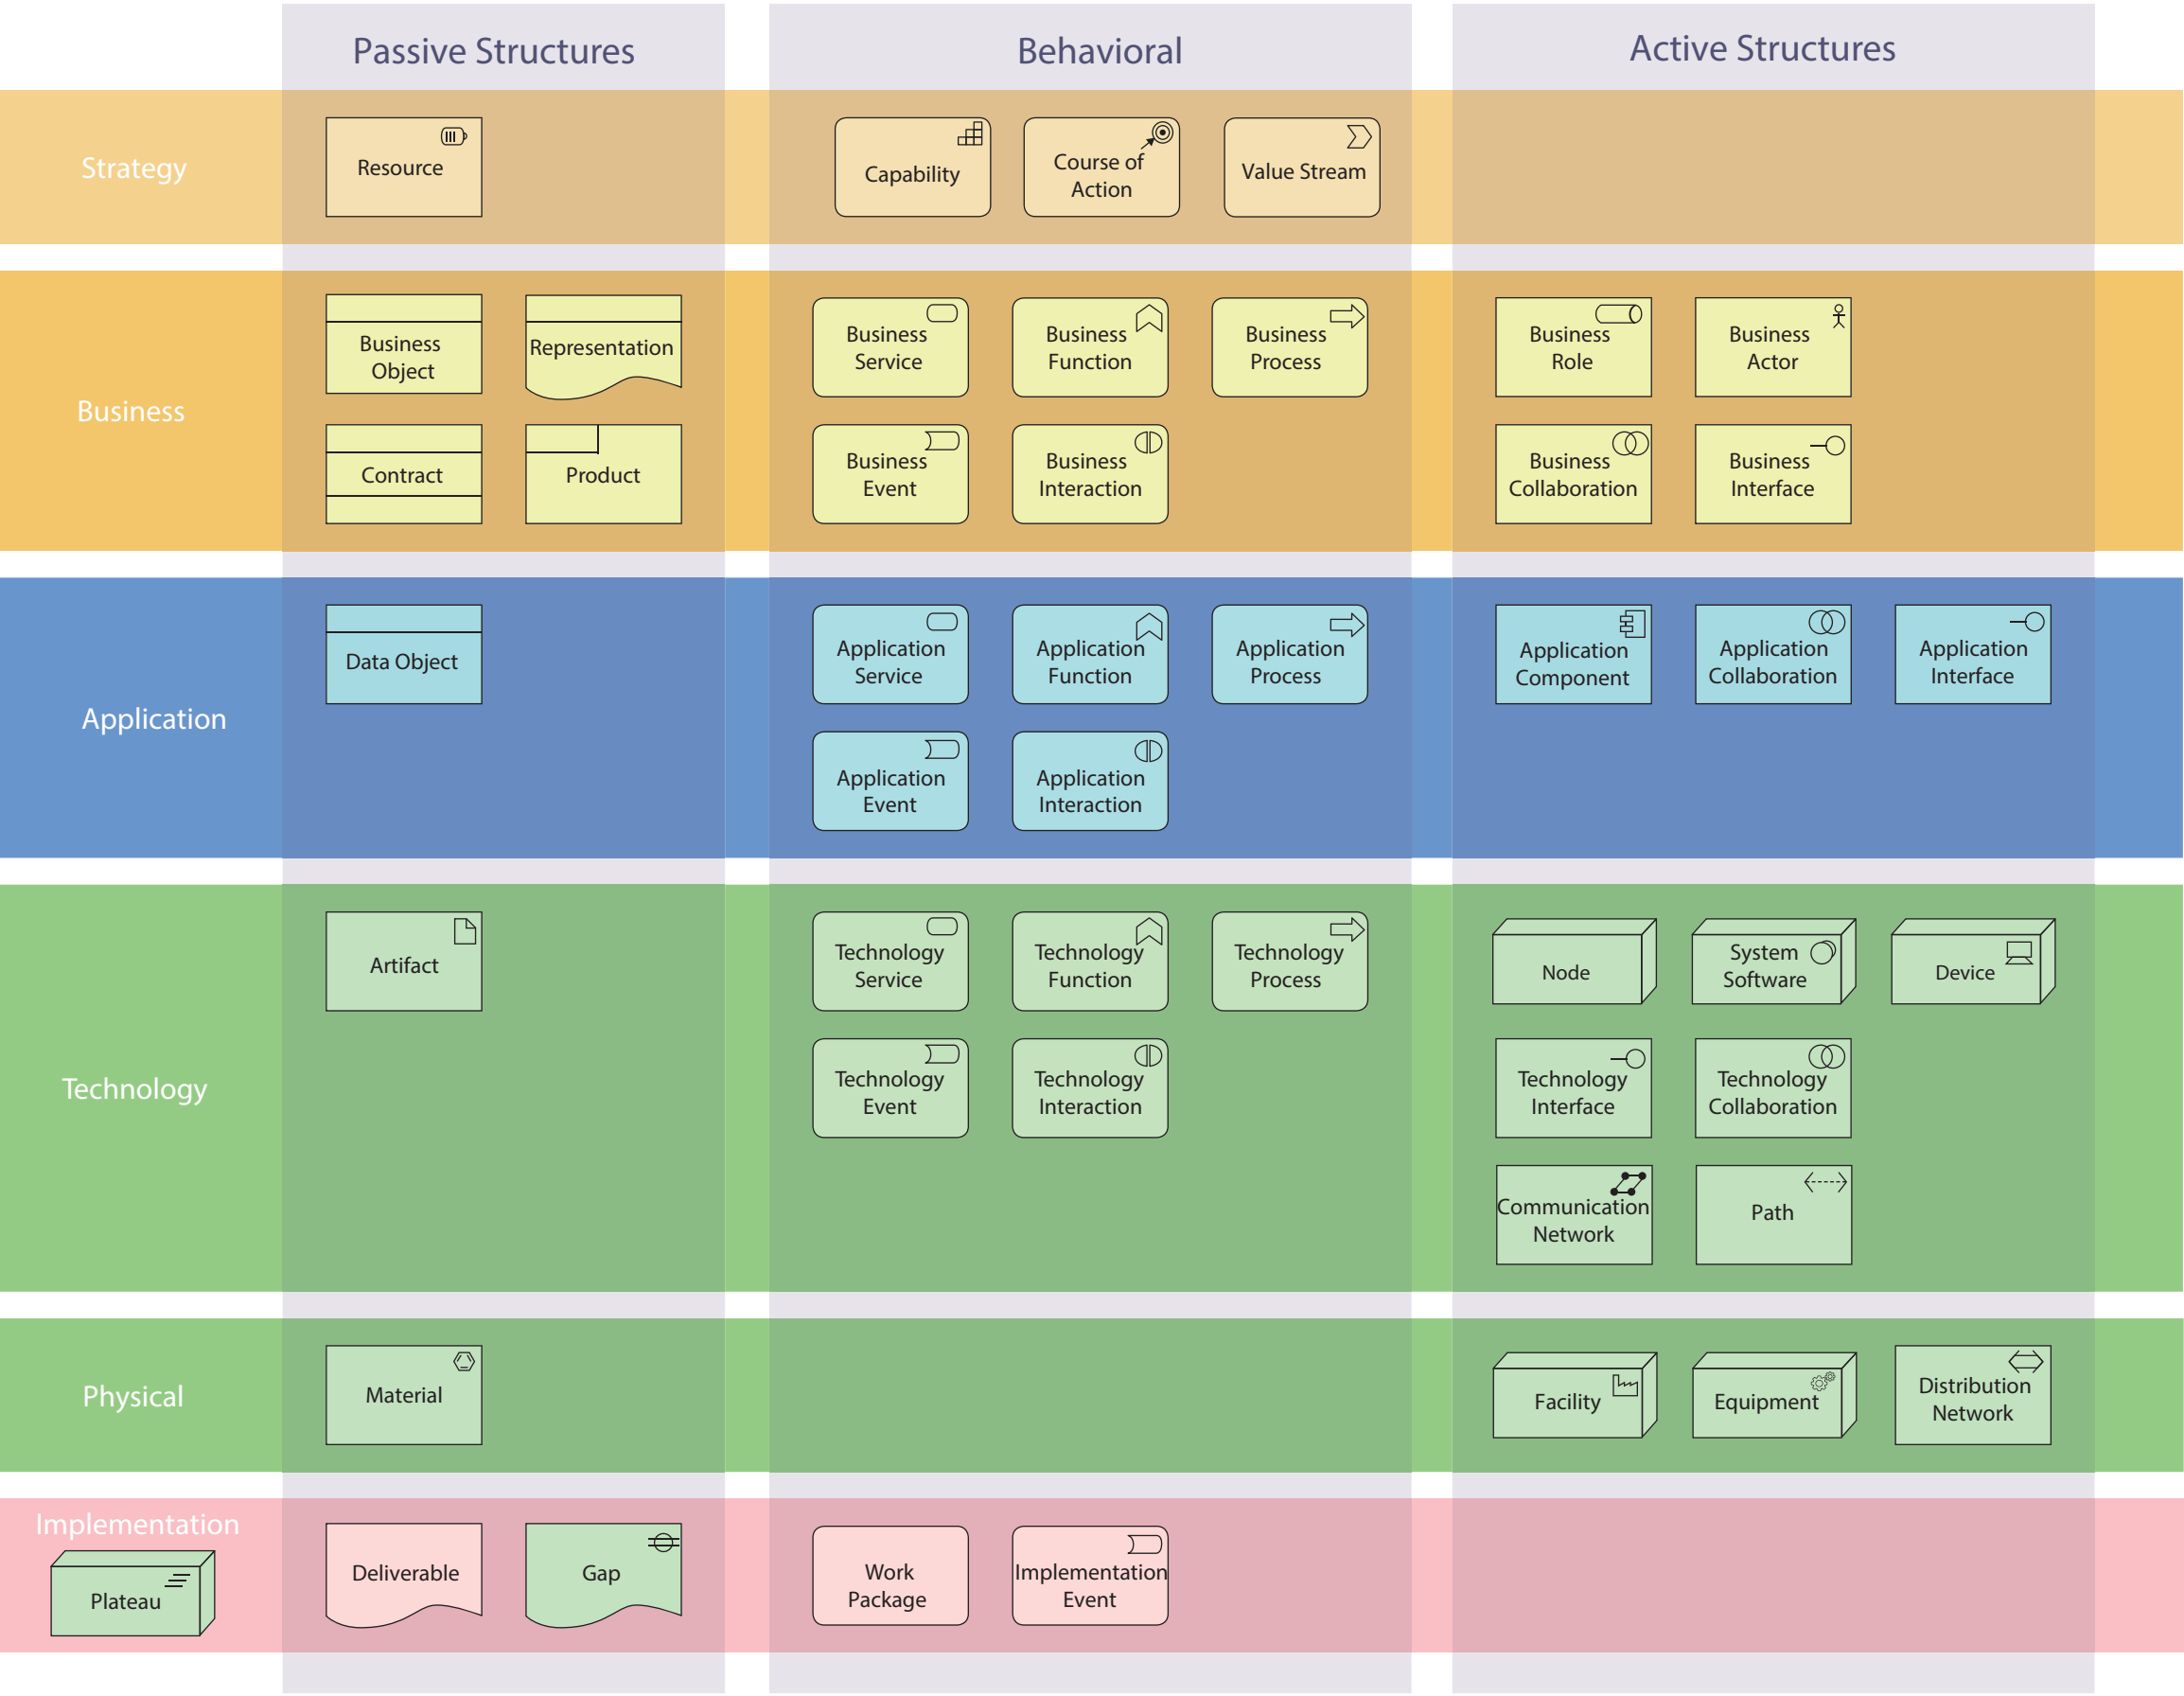 Passive Structures
Behavioral
Active Structures
Strategy
Resource
Capability
Course of
Action
Value Stream
Business
Business
Object
Representation
Contract
Product
Business
Service
Business
Function
Business
Process
Business
Event
Business
Interaction
Business
Role
Business
Actor
Business
Collaboration
Business
Interface
Application
Data Object
Application
Service
Application
Function
Application
Process
Application
Event
Application
Interaction
Application
Component
Application
Collaboration
Application
Interface
Technology
Artifact
Technology
Service
Technology
Function
Technology
Process
Technology
Event
Technology
Interaction
Node
System
Software
Device
Technology
Interface
Technology
Collaboration
Communication
Network
Path
Physical
Material
Facility
Equipment
Distribution
Network
Implementation
Plateau
Deliverable
Gap
Work
Package
Implementation
Event